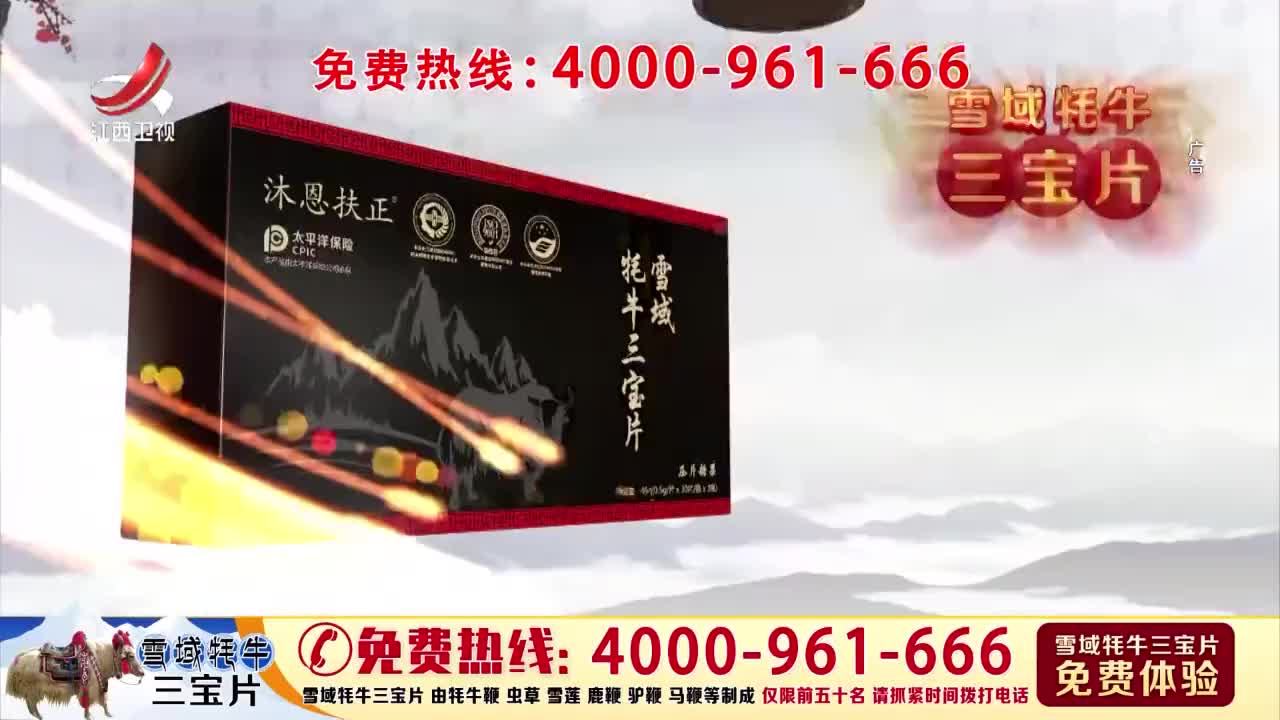 免费热线：4000-961-666
江西卫视
雪域牦牛
三宝片
广告
沐恩扶正
太平洋保险
CPIC
ISO
9001
雪域
牦牛三宝片
压片糖果
雪域牦牛
三宝片
免费热线：4000-961-666
雪域牦牛三宝片 由牦牛鞭 虫草 雪莲 鹿鞭 驴鞭 马鞭等制成 仅限前五十名 请抓紧时间拨打电话
雪域牦牛三宝片
免费体验